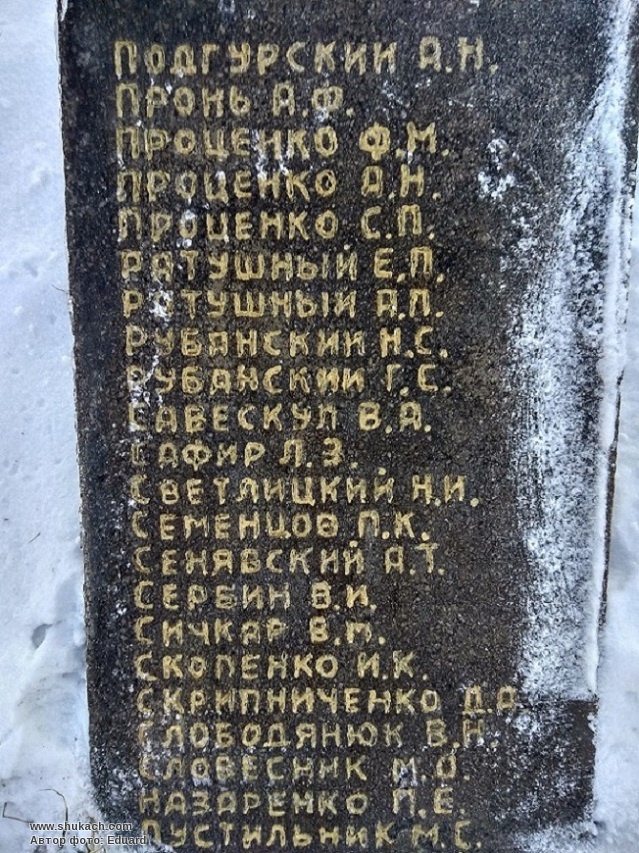 ПОДГУРСКИЙ А.Н.
ПРОНЬ А.Ф.
ПРОЦЕНКО Ф.М.
ПРОЦЕНКО А.Н.
ПРОЦЕНКО С.П.
РАТУШНЫЙ Е.П.
РАТУШНЫЙ А.П.
РУБАНСКИЙ Н.С.
РУБАНСКИЙ Г.С.
САВЕСКУЛ В.А.
САФИР Л.З.
СВЕТЛИЦКИЙ Н.И.
СЕМЕНЦОВ П.К.
СЕНЯВСКИЙ А.Т.
СЕРБИН В.И.
СИЧКАР В.М.
СКОПЕНКО И.К.
СКРИПНИЧЕНКО
СЛОБОДЯНЮК В.Н.
СЛОВЕСНИК М.О.
НАЗАРЕНКО П.Е.
ПУСТИЛЬНИК М.С.
www.shukach.com
Автор фото: Eduard